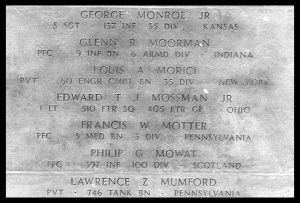 GEORGE MONROE JR
S SGT · 137 INF 35 DIV · KANSAS
GLENN R MOORMAN
PFC · 9 INF BN 6 ARMD DIV · INDIANA
LOUIS A MORICI
PVT · 60 ENGR CMBT BN 35 DIV · NEW YORK
EDWARD T J MOSSMAN JR
1 LT · 510 FTR SQ 405 FTR GP · OHIO
FRANCIS W MOTTER
PFC · 3 MED BN 3 DIV · PENNSYLVANIA
PHILIP G MOWAT
PFC · 397 INF 100 DIV · SCOTLAND
LAWRENCE Z MUMFORD
PVT · 746 TANK BN · PENNSYLVANIA